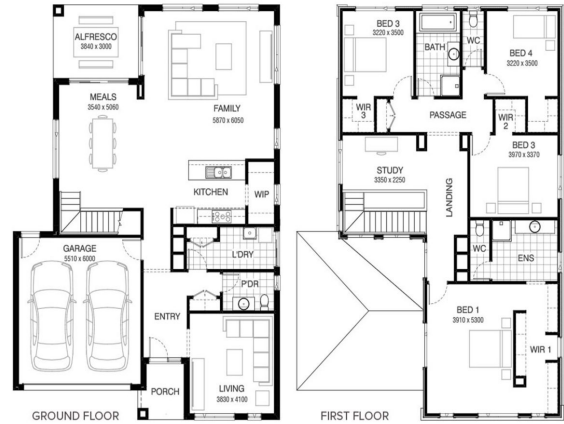 ALFRESCO
3840 x 3000
MEALS
3540 x 5060
FAMILY
5870 x 6050
KITCHEN
WIP
GARAGE
5510 x 6000
L'DRY
P'DR
ENTRY
LIVING
3830 x 4100
PORCH
GROUND FLOOR
BED 3
3220 x 3500
BATH
WC
BED 4
3220 x 3500
WIR
3
PASSAGE
WIR
2
BED 3
3970 x 3370
STUDY
3350 x 2250
LANDING
WC
ENS
BED 1
3910 x 5300
WIR 1
FIRST FLOOR